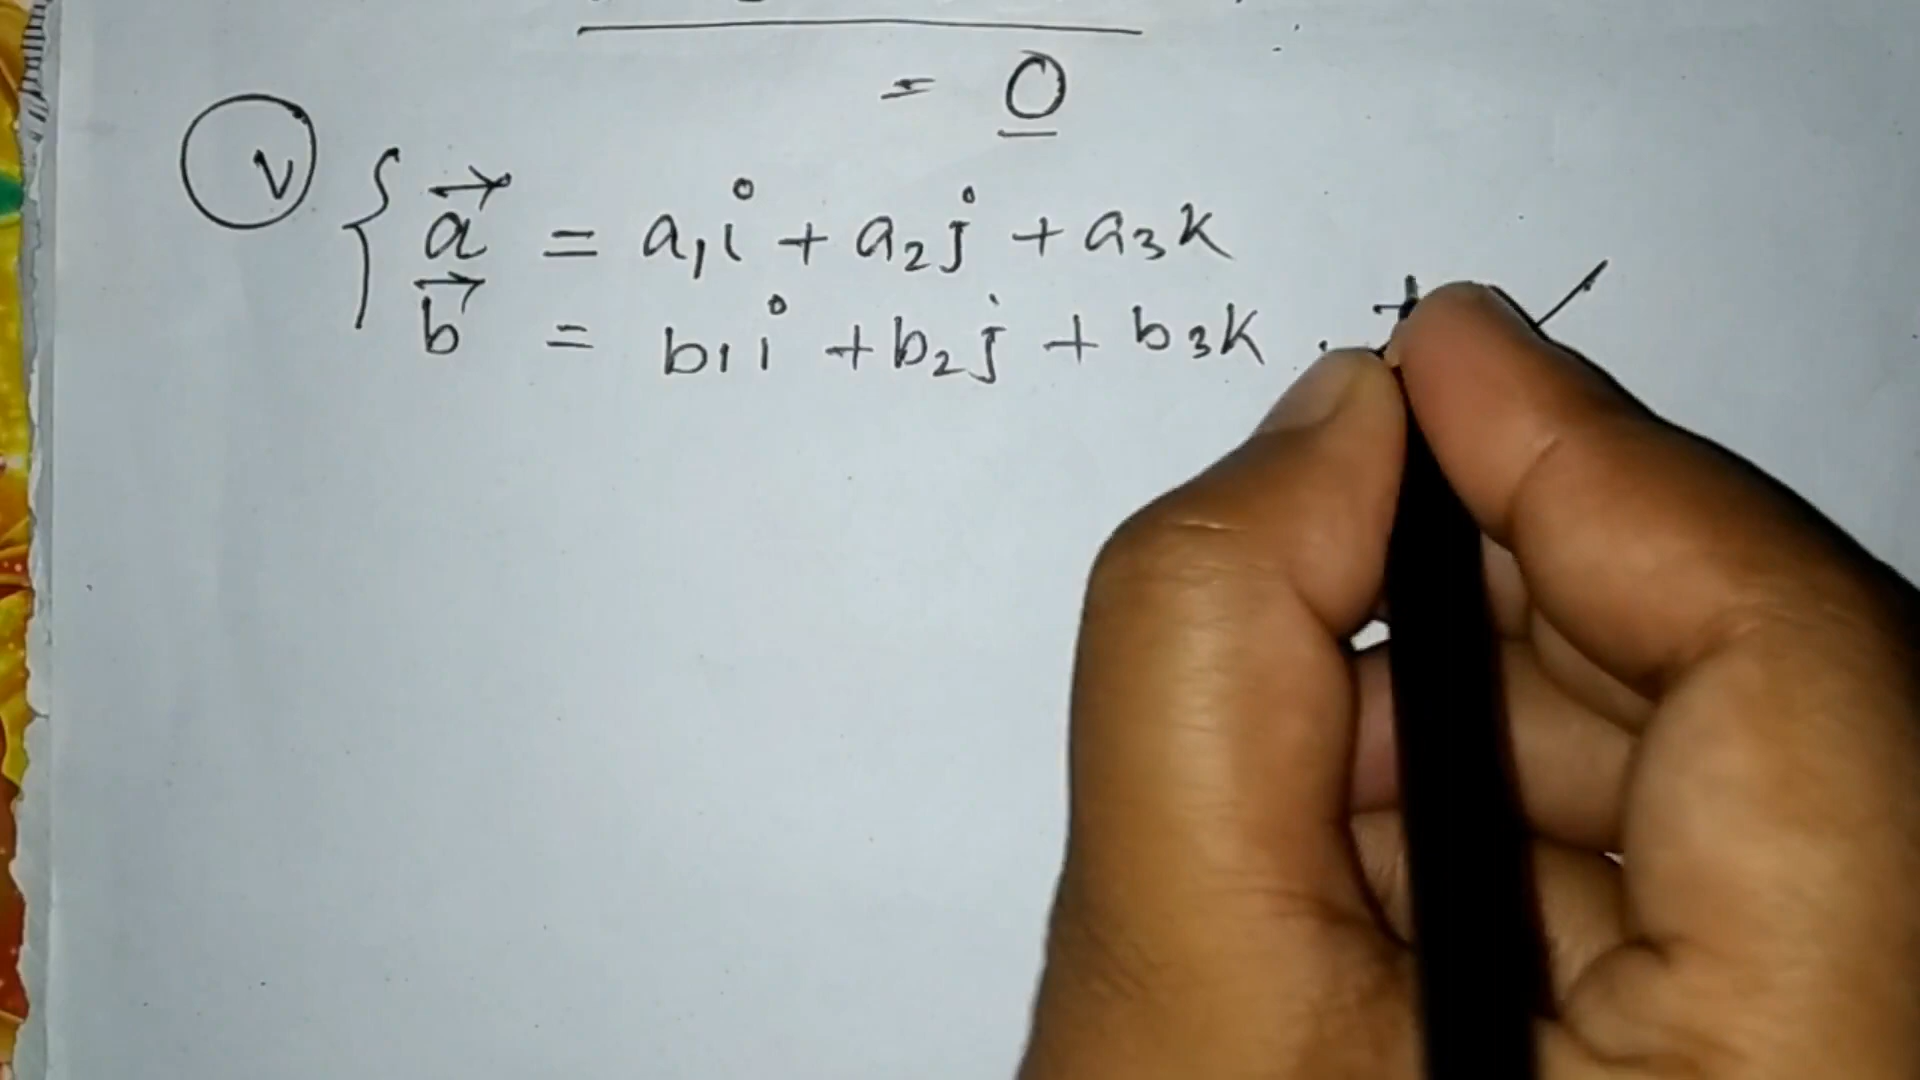 = 0
V { a⃗ = a₁i + a₂j + a₃k
b⃗ = b₁i + b₂j + b₃k